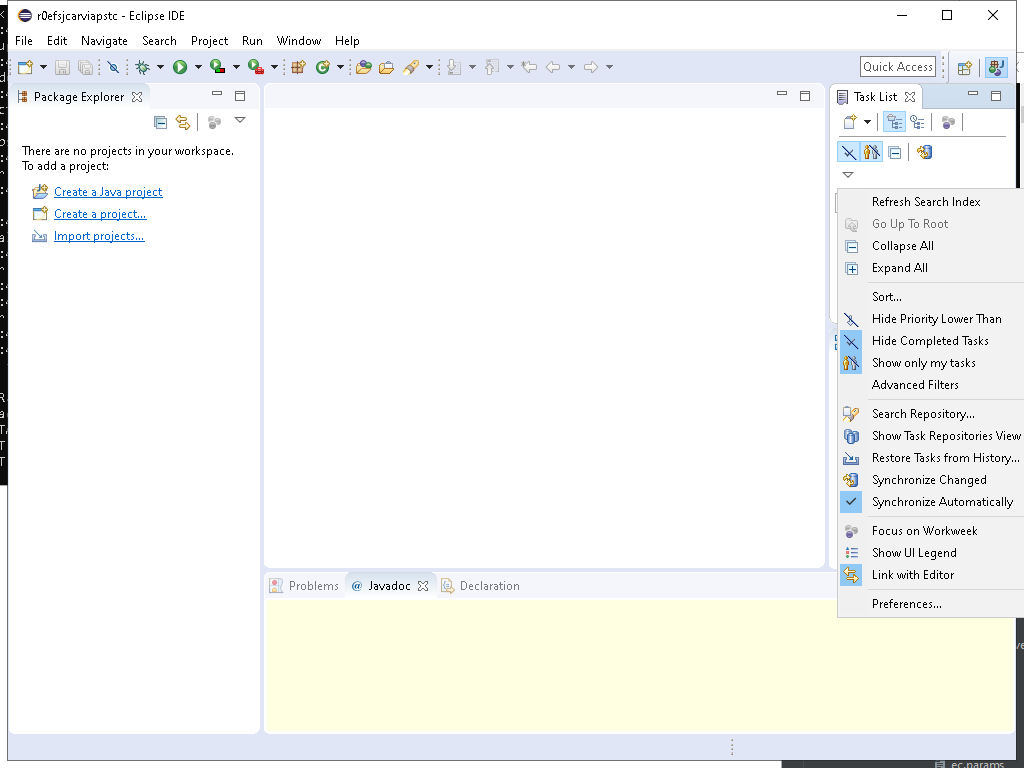 r0efsjcarviapstc - Eclipse IDE
File Edit Navigate Search Project Run Window Help
Quick Access
Package Explorer
Task List
There are no projects in your workspace.
To add a project:
Create a Java project
Create a project...
Import projects...
Refresh Search Index
Go Up To Root
Collapse All
Expand All
Sort...
Hide Priority Lower Than
Hide Completed Tasks
Show only my tasks
Advanced Filters
Search Repository...
Show Task Repositories View
Restore Tasks from History...
Synchronize Changed
Synchronize Automatically
Focus on Workweek
Show UI Legend
Link with Editor
Preferences...
Problems @ Javadoc Declaration
ec.params